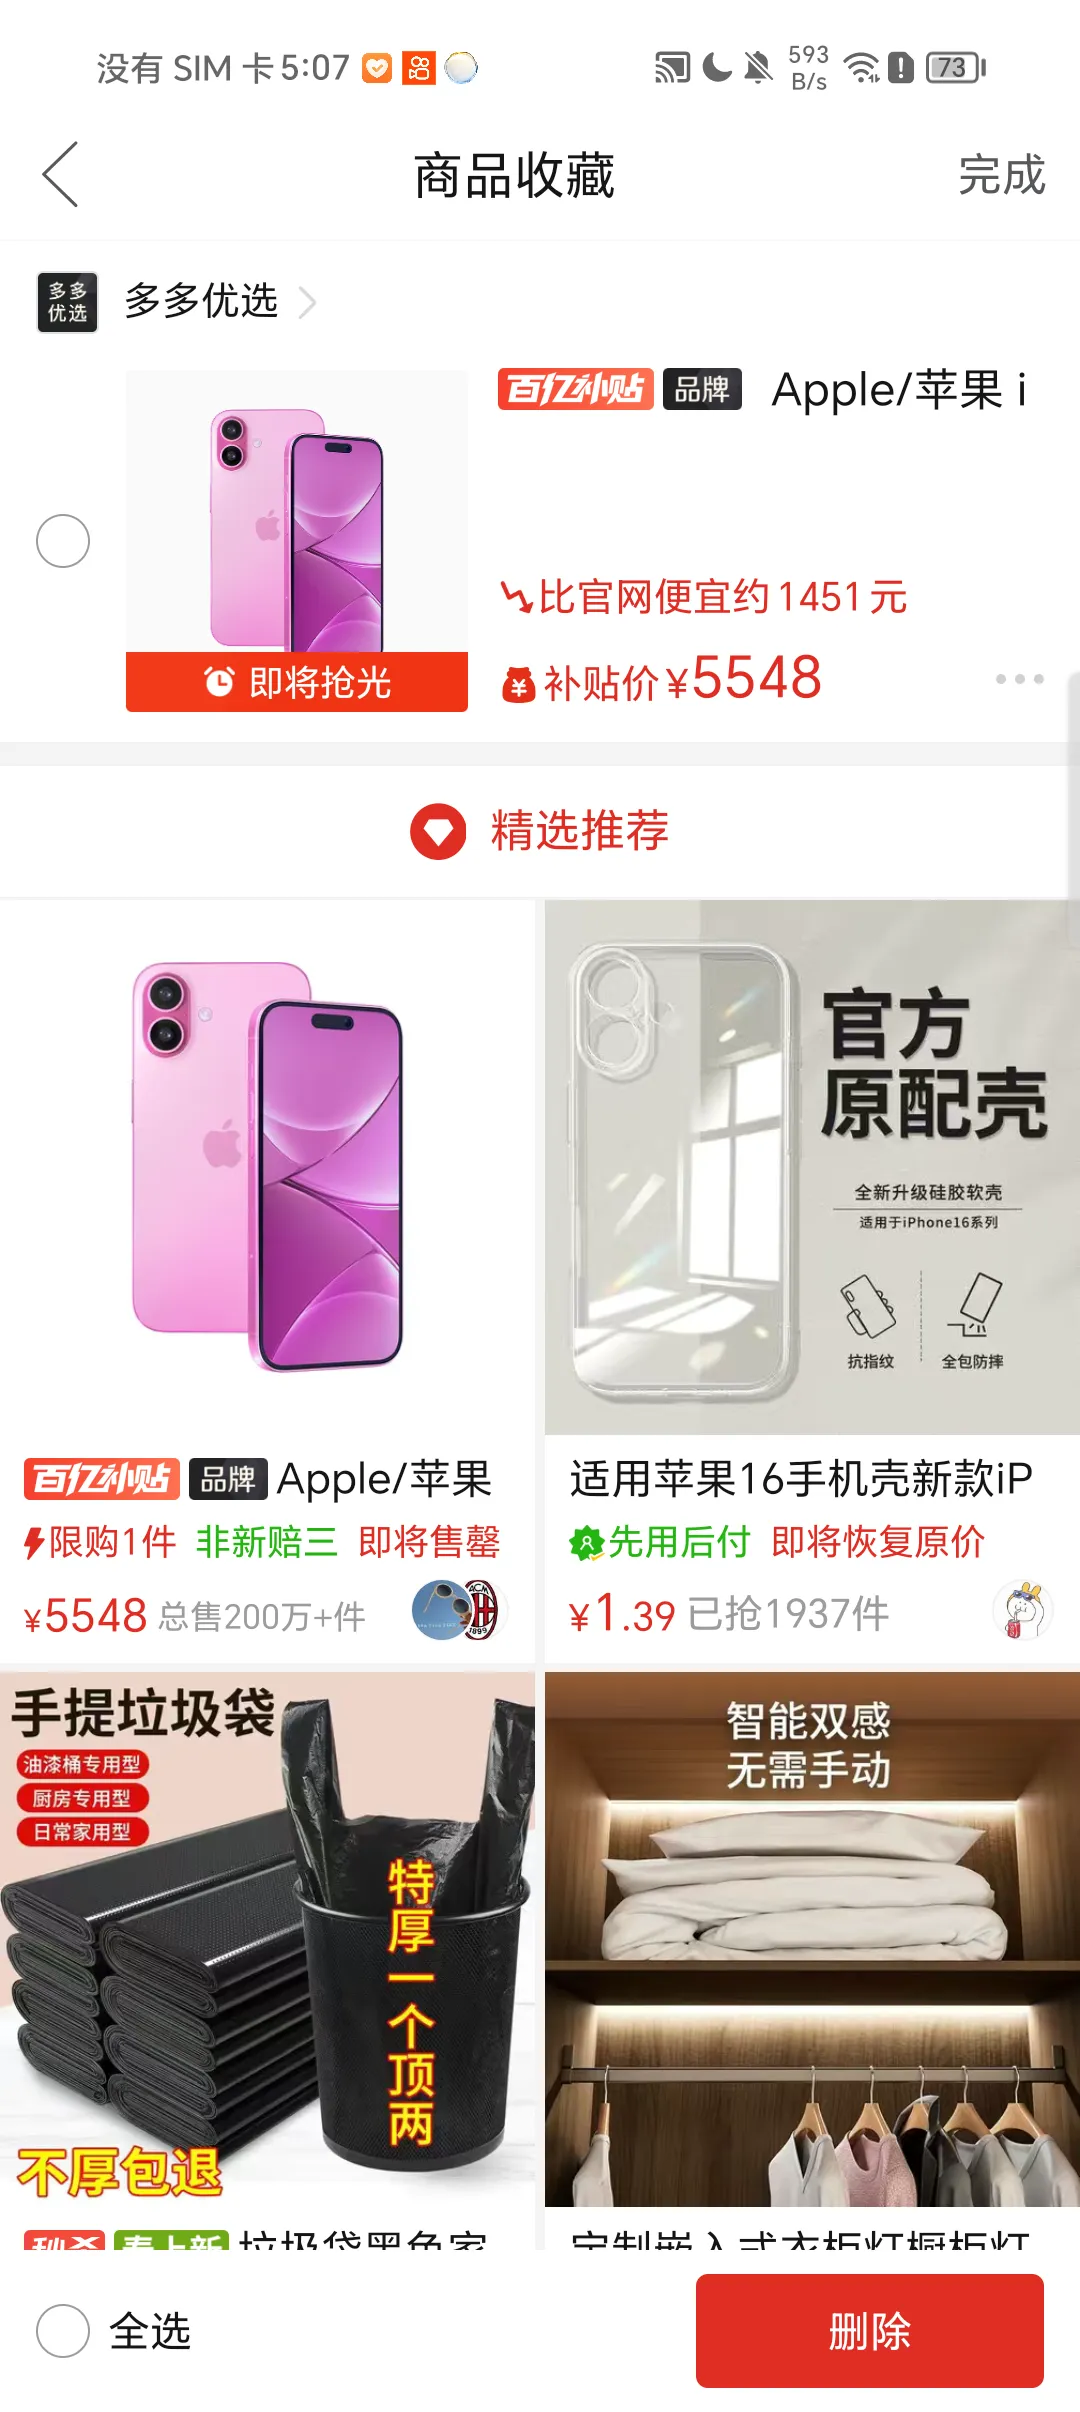 没有 SIM 卡 5:07
593
B/s
73
商品收藏
完成
多多
优选
多多优选
百亿补贴 品牌 Apple/苹果 i
比官网便宜约 1451 元
即将抢光
补贴价 ¥5548
精选推荐
官方
原配壳
全新升级硅胶软壳
适用于iPhone16系列
抗指纹 全包防摔
百亿补贴 品牌 Apple/苹果
限购1件 非新赔三 即将售罄
¥5548 总售200万+件
ACM
1899
适用苹果16手机壳新款iP
先用后付 即将恢复原价
¥1.39 已抢1937件
手提垃圾袋
油漆桶专用型
厨房专用型
日常家用型
特厚一个顶两
不厚包退
智能双感
无需手动
秒杀 春上新 垃圾袋黑色家
定制嵌入式衣柜灯橱柜灯
全选
删除